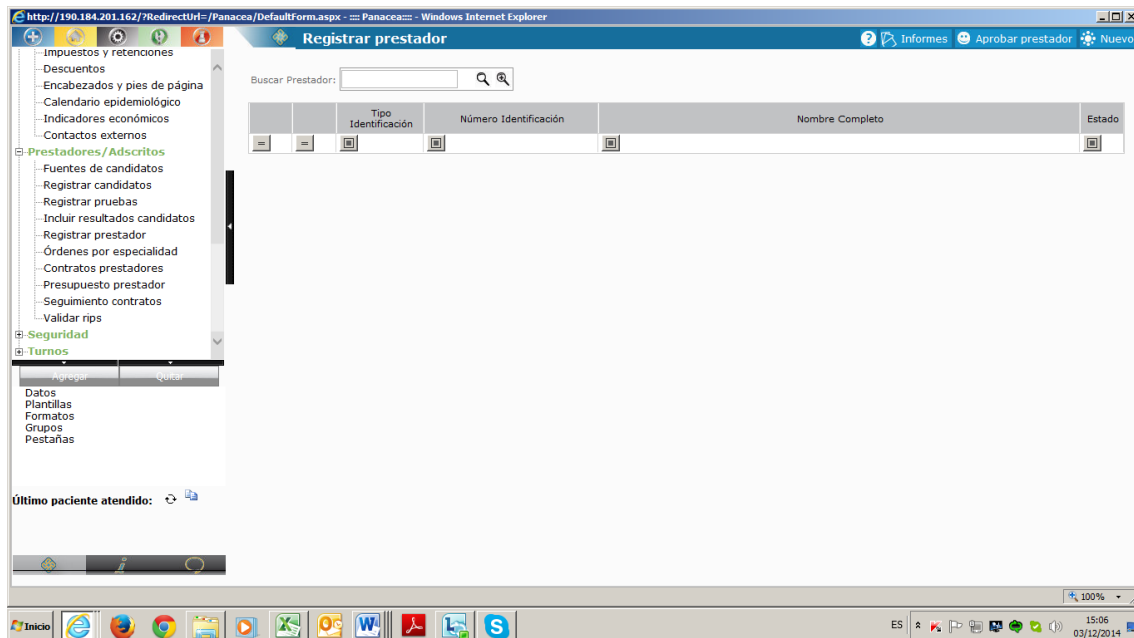 http://190.184.201.162/?RedirectUrl=/Panacea/DefaultForm.aspx - :::: Panacea:::: - Windows Internet Explorer
Registrar prestador
Informes
Aprobar prestador
Nuevo
Impuestos y retenciones
Descuentos
Encabezados y pies de página
Calendario epidemiológico
Indicadores económicos
Contactos externos
Prestadores/Adscritos
Fuentes de candidatos
Registrar candidatos
Registrar pruebas
Incluir resultados candidatos
Registrar prestador
Órdenes por especialidad
Contratos prestadores
Presupuesto prestador
Seguimiento contratos
Validar rips
Seguridad
Turnos
Agregar Quitar
Datos
Plantillas
Formatos
Grupos
Pestañas
Último paciente atendido:
Buscar Prestador:
Tipo Identificación
Número Identificación
Nombre Completo
Estado
100%
Inicio
ES
15:06
03/12/2014